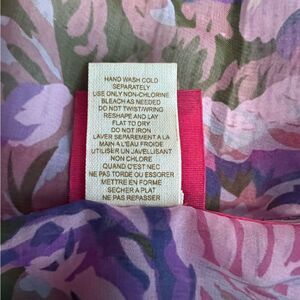 HAND WASH COLD
SEPARATELY
USE ONLY NON-CHLORINE
BLEACH AS NEEDED
DO NOT TWIST/WRING
RESHAPE AND LAY
FLAT TO DRY
DO NOT IRON
LAVER SEPARATEMENT A LA
MAIN A L'EAU FROIDE
UTILISER UN JAVELLISANT
NON CHLORE
QUAND C'EST NEC
NE PAS TORDE OU ESSORER
METTRE EN FORME
SECHER A PLAT
NE PAS REPASSER